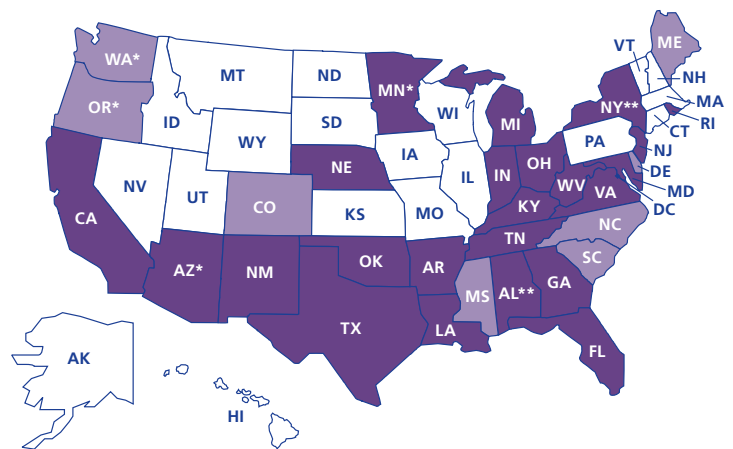 WA*
OR*
CA
NV
ID
MT
WY
UT
CO
AZ*
NM
ND
SD
NE
KS
OK
TX
MN*
IA
MO
AR
LA
WI
IL
MI
IN
OH
KY
TN
MS
AL**
GA
FL
SC
NC
VA
WV
PA
NY**
VT
ME
NH
MA
RI
CT
NJ
DE
MD
DC
AK
HI